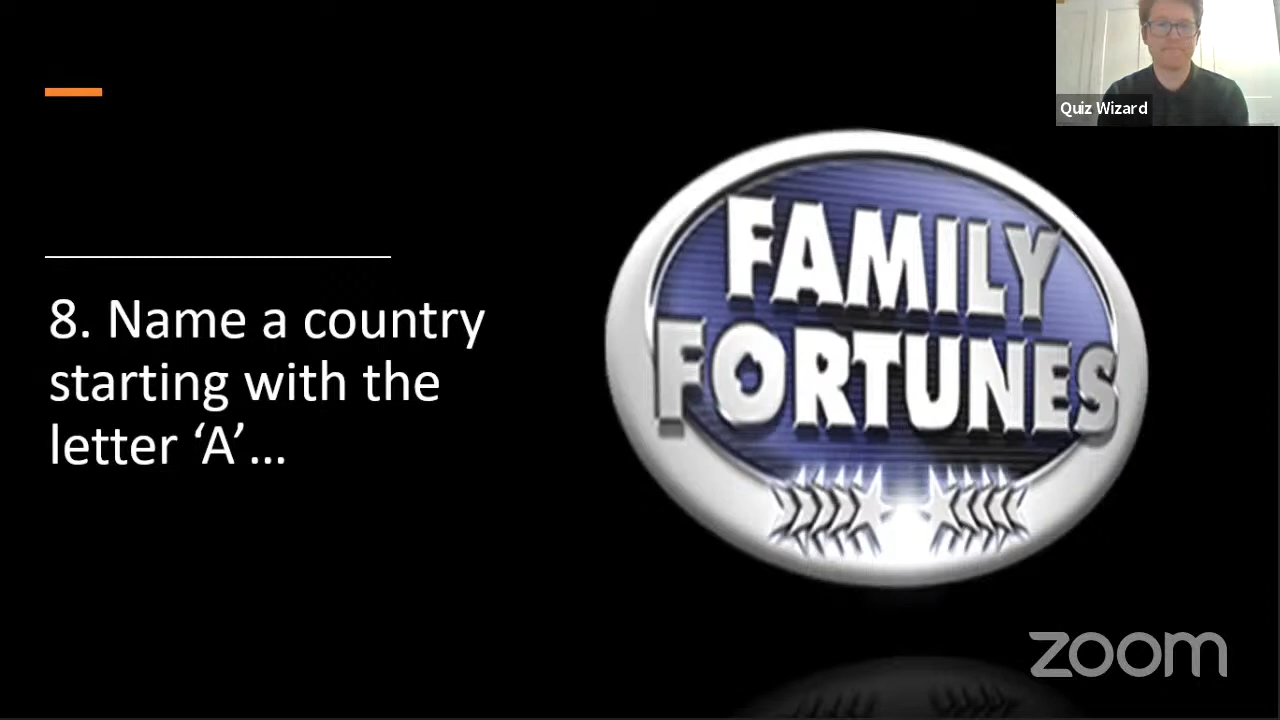 Quiz Wizard
FAMILY
FORTUNES
8. Name a country
starting with the
letter ‘A’...
zoom